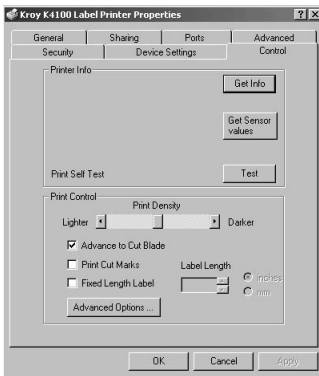 Kroy K4100 Label Printer Properties
General Sharing Ports Advanced
Security Device Settings Control
Printer Info
Get Info
Get Sensor
values
Print Self Test
Test
Print Control
Print Density
Lighter Darker
Advance to Cut Blade
Print Cut Marks
Label Length
inches
Fixed Length Label
mm
Advanced Options ...
OK Cancel Apply